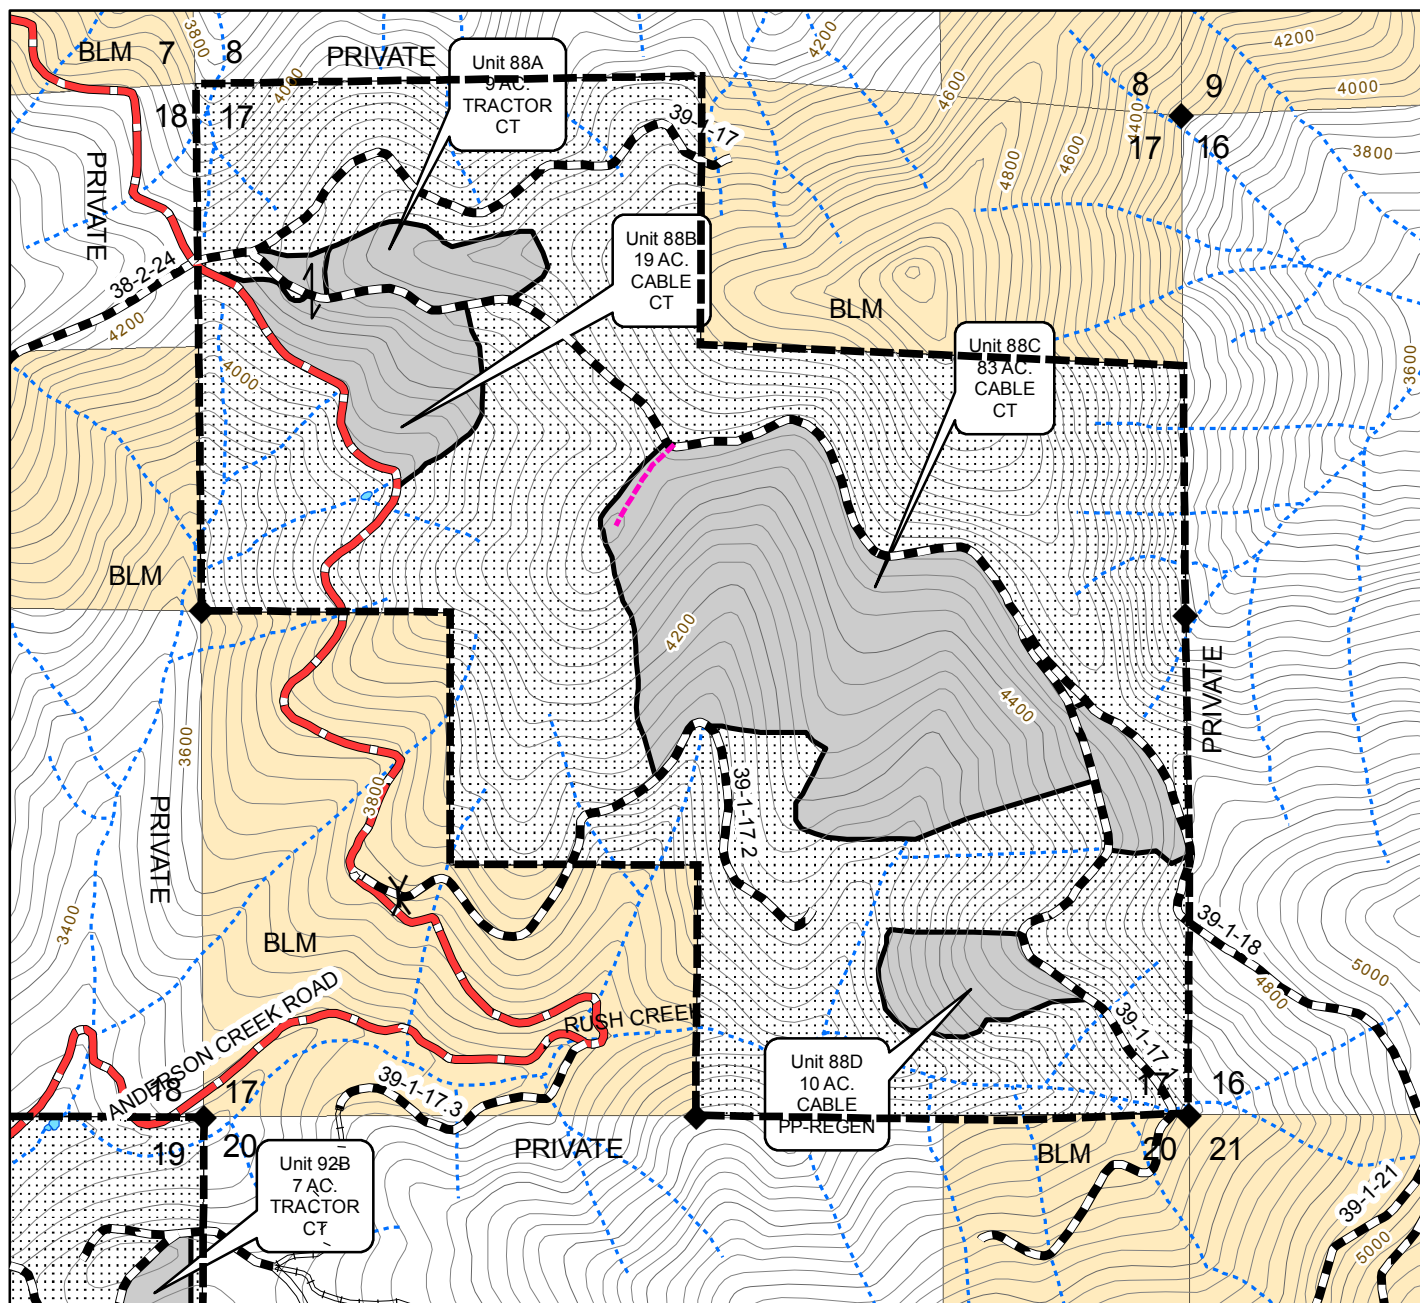 BLM
7
8
3800
PRIVATE
4000
Unit 88A
9 AC.
TRACTOR
CT
4200
4600
8
9
4200
4000
18
17
39-1-17
4400
17
16
4800
4600
3800
PRIVATE
38-2-24
4200
Unit 88B
19 AC.
CABLE
CT
BLM
Unit 88C
83 AC.
CABLE
CT
4000
3600
BLM
4200
4400
PRIVATE
3600
3800
39-1-17.2
PRIVATE
3400
BLM
39-1-18
5000
4800
ANDERSON CREEK ROAD
RUSH CREEK
39-1-17.1
39-1-17.3
Unit 88D
10 AC.
CABLE
PP-REGEN
18
17
17
16
19
20
PRIVATE
BLM
20
21
Unit 92B
7 AC.
TRACTOR
CT
39-1-21
5000